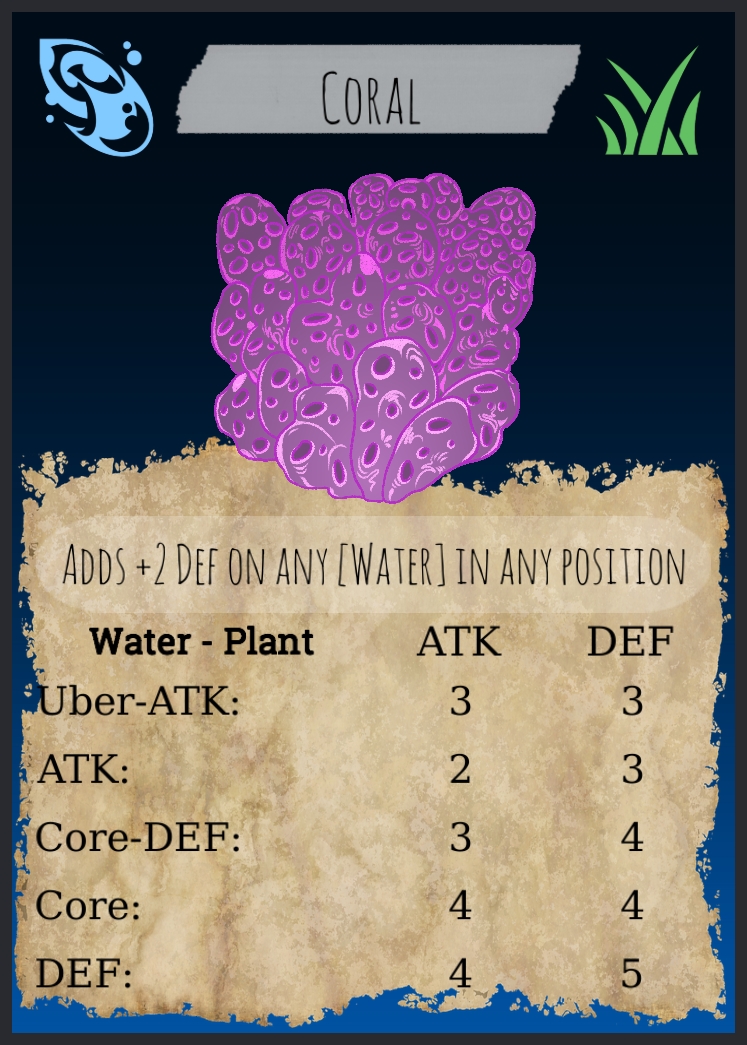 Coral
Adds +2 Def on any [Water] in any position
Water - Plant ATK DEF
Uber-ATK: 3 3
ATK: 2 3
Core-DEF: 3 4
Core: 4 4
DEF: 4 5